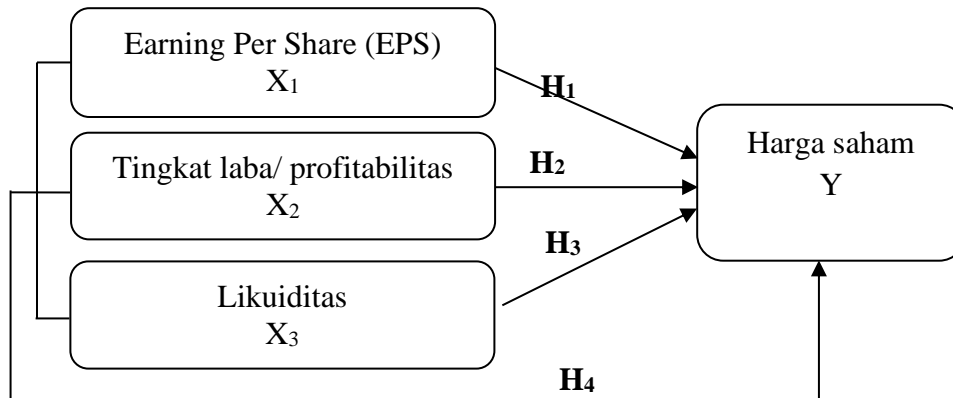 Earning Per Share (EPS)
X1
H1
Tingkat laba/ profitabilitas
X2
H2
Harga saham
Y
H3
Likuiditas
X3
H4